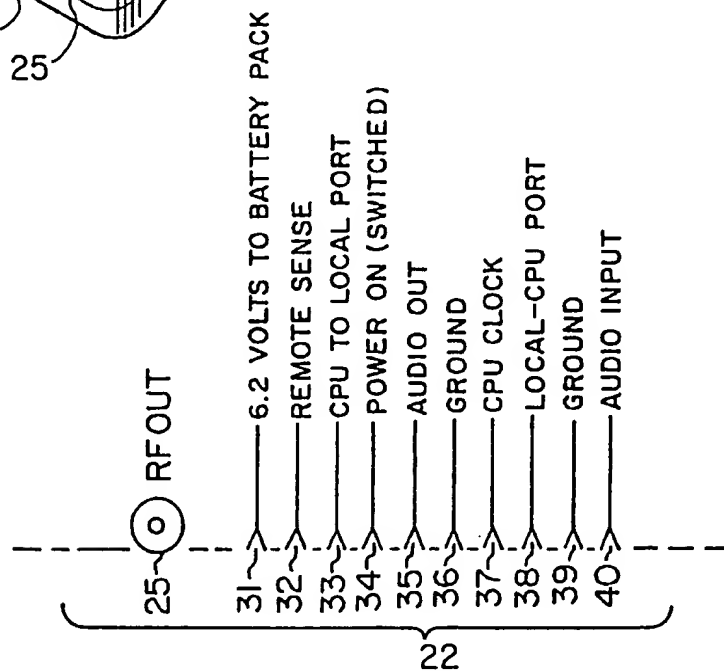 25
25 RFOUT
31 6.2 VOLTS TO BATTERY PACK
32 REMOTE SENSE
33 CPU TO LOCAL PORT
34 POWER ON (SWITCHED)
35 AUDIO OUT
36 GROUND
37 CPU CLOCK
38 LOCAL-CPU PORT
39 GROUND
40 AUDIO INPUT
22